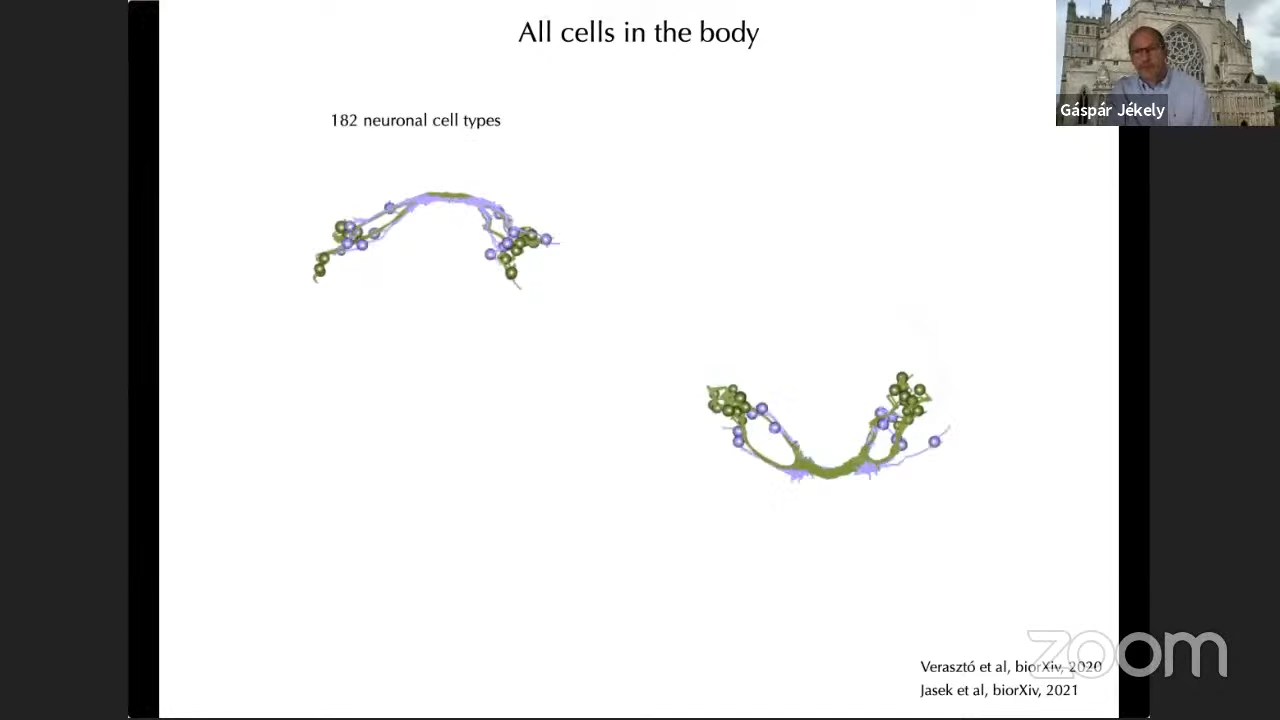 All cells in the body
Gáspár Jékely
182 neuronal cell types
zoom
Verasztó et al, biorXiv, 2020
Jasek et al, biorXiv, 2021